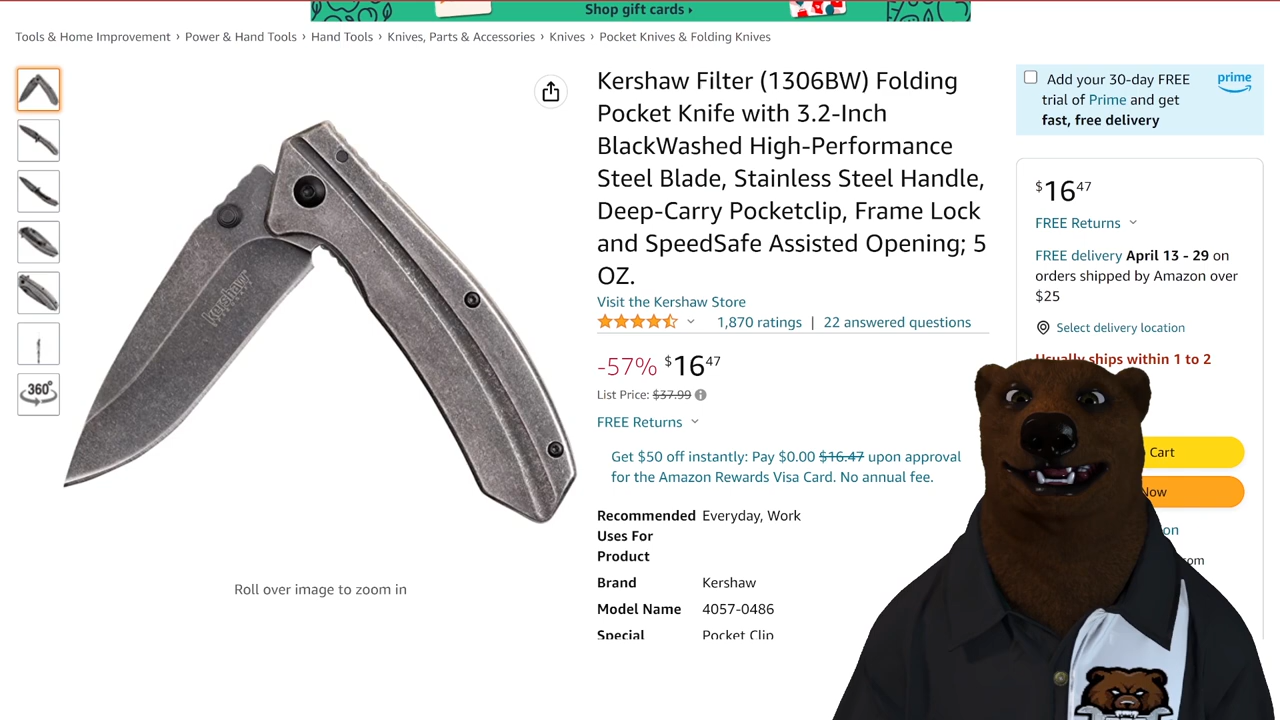 Shop gift cards ›
Tools & Home Improvement › Power & Hand Tools › Hand Tools › Knives, Parts & Accessories › Knives › Pocket Knives & Folding Knives
Kershaw Filter (1306BW) Folding
Pocket Knife with 3.2-Inch
BlackWashed High-Performance
Steel Blade, Stainless Steel Handle,
Deep-Carry Pocketclip, Frame Lock
and SpeedSafe Assisted Opening; 5
OZ.
Visit the Kershaw Store
1,870 ratings | 22 answered questions
-57% $16 47
List Price: $37.99
FREE Returns
Get $50 off instantly: Pay $0.00 $16.47 upon approval
for the Amazon Rewards Visa Card. No annual fee.
Recommended Uses For Product Everyday, Work
Brand Kershaw
Model Name 4057-0486
Special Pocket Clip
kershaw
360°
Roll over image to zoom in
Add your 30-day FREE
trial of Prime and get
fast, free delivery
prime
$16 47
FREE Returns
FREE delivery April 13 - 29 on
orders shipped by Amazon over
$25
Select delivery location
Usually ships within 1 to 2
Cart
Now
on
om